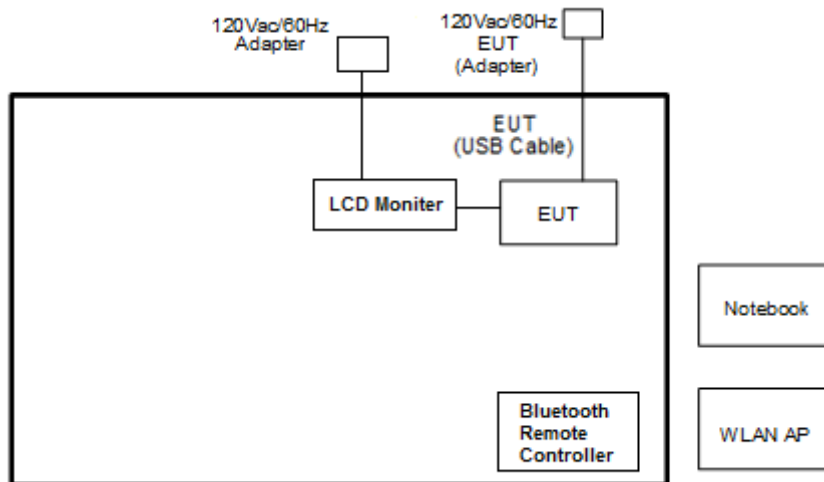 120Vac/60Hz
Adapter
120Vac/60Hz
EUT
(Adapter)
EUT
(USB Cable)
LCD Moniter
EUT
Notebook
Bluetooth
Remote
Controller
WLAN AP